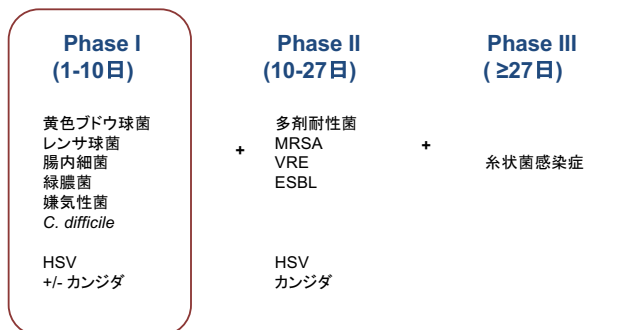 Phase I
(1-10日)
黄色ブドウ球菌
レンサ球菌
腸内細菌
緑膿菌
嫌気性菌
C. difficile
HSV
+/- カンジダ
+
Phase II
(10-27日)
多剤耐性菌
MRSA
VRE
ESBL
HSV
カンジダ
+
Phase III
( ≥27日)
糸状菌感染症